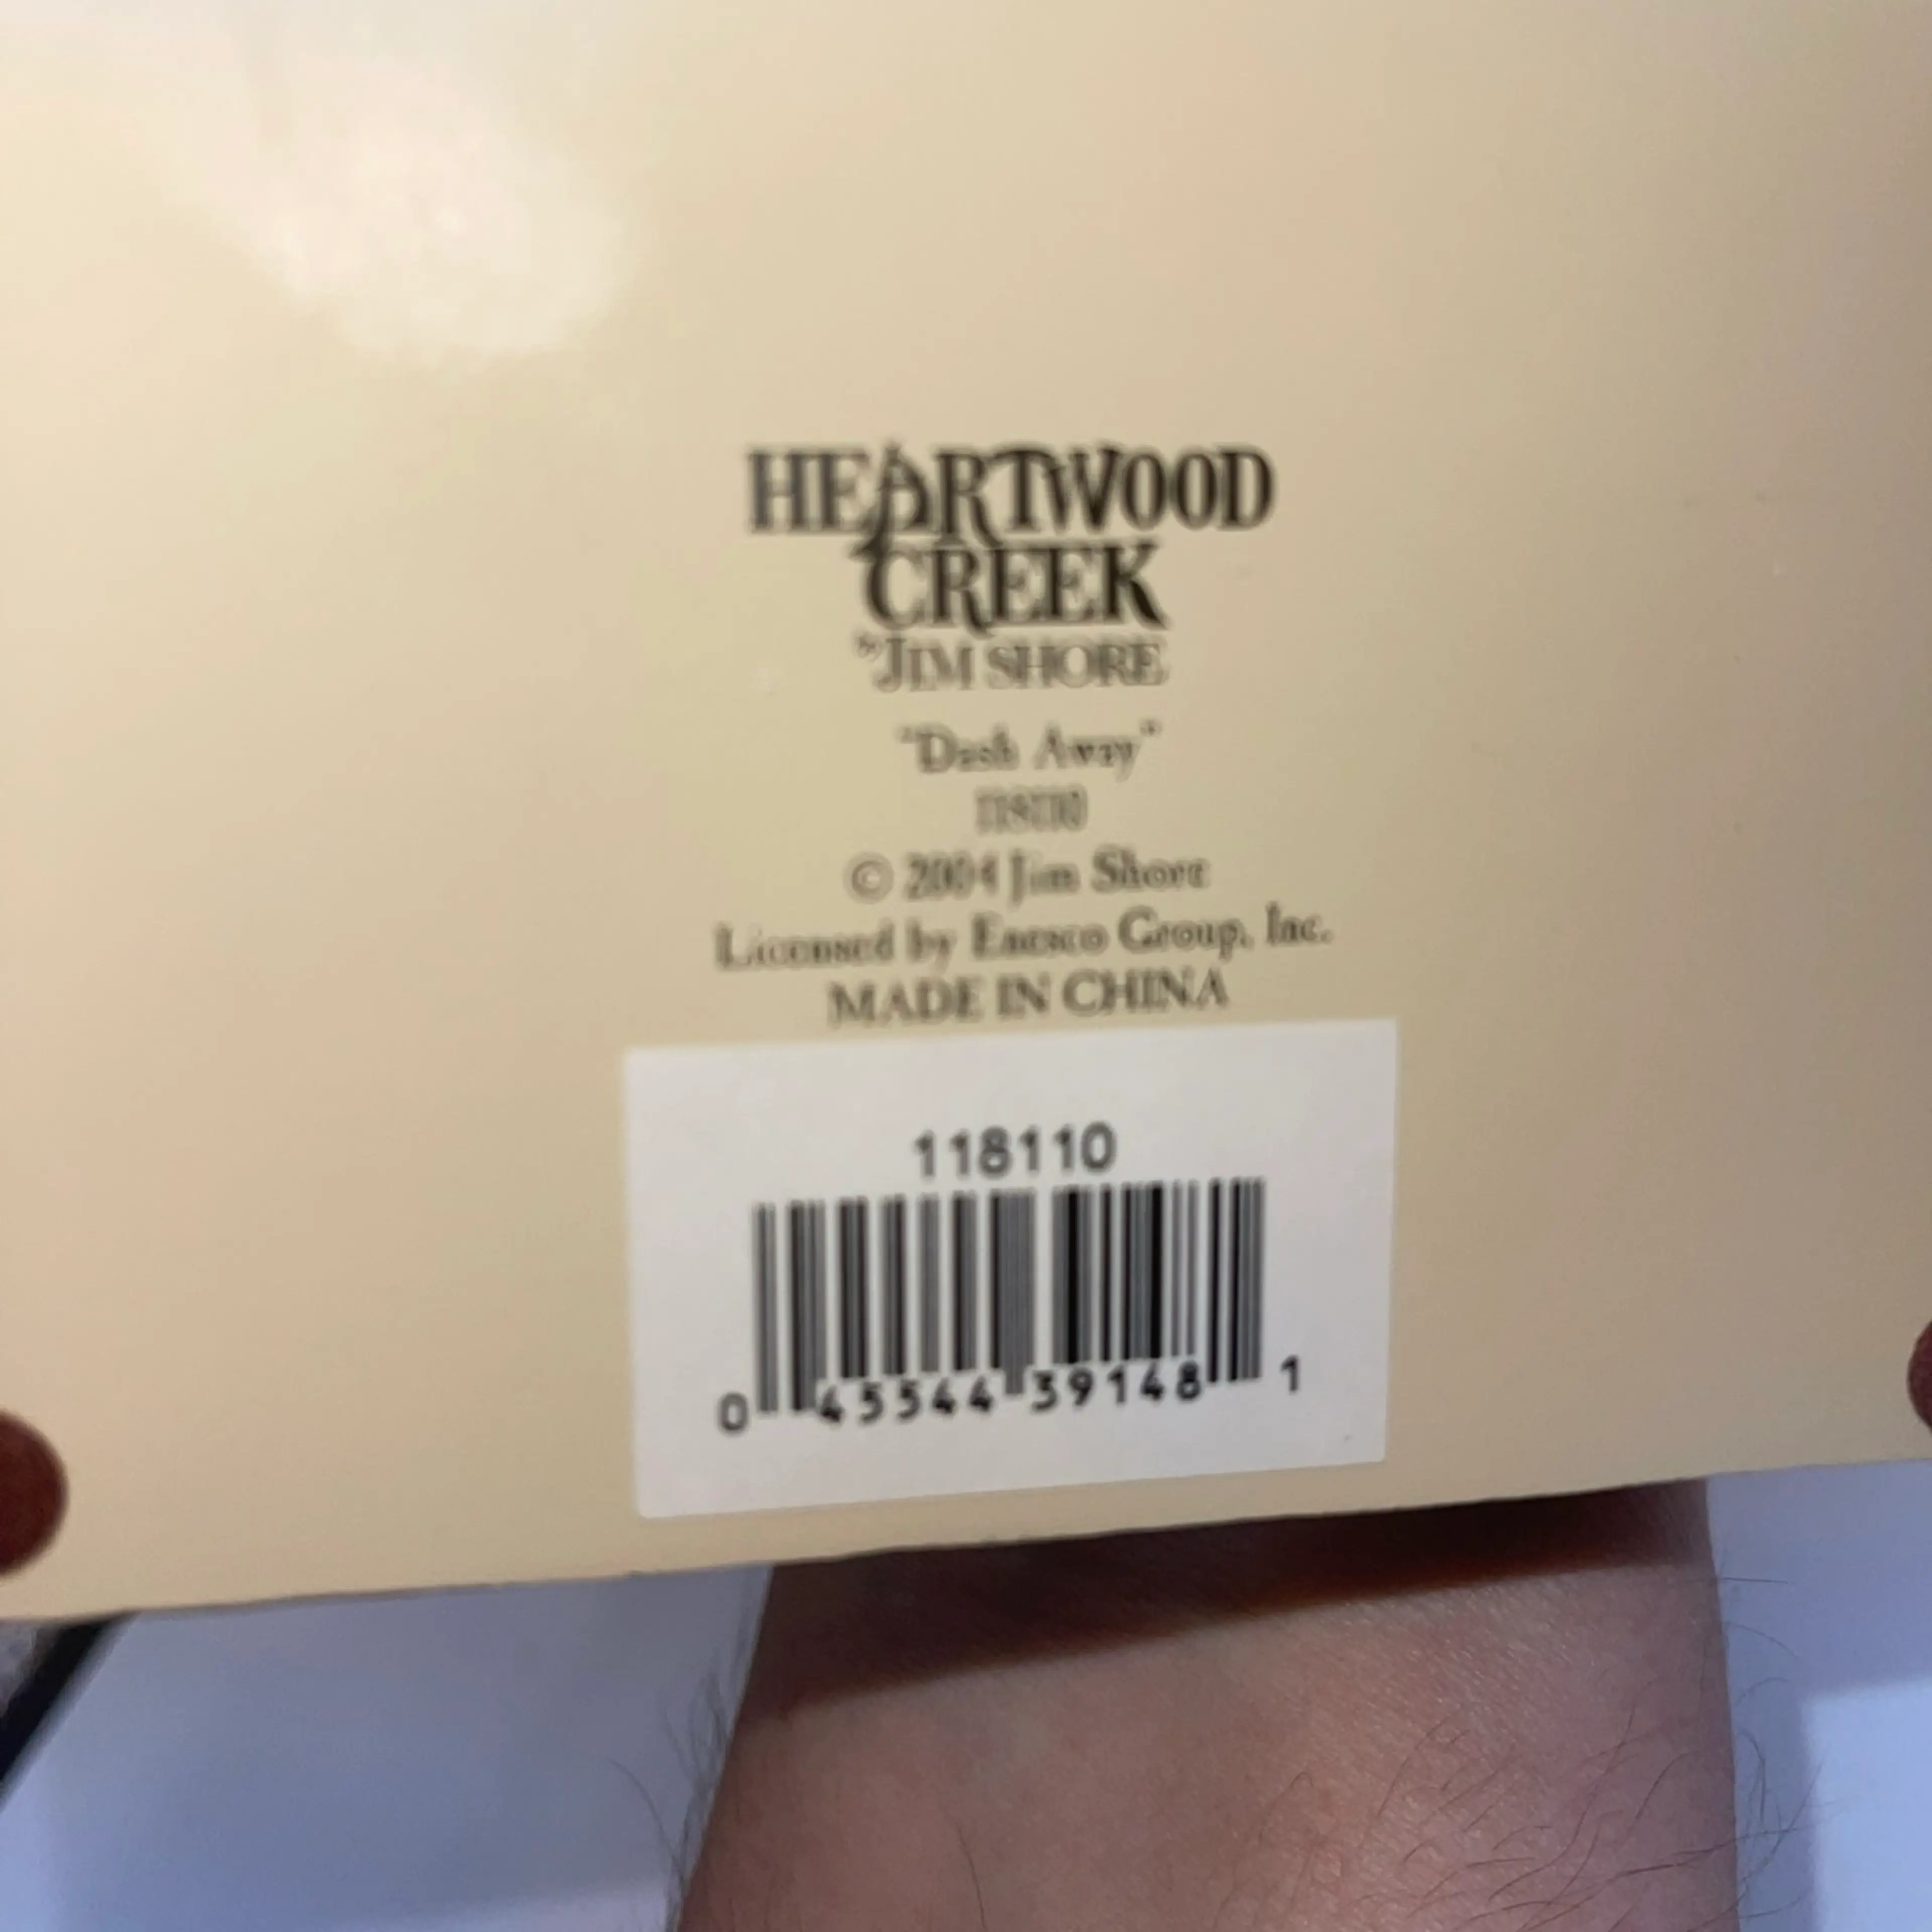 HEARTWOOD
CREEK
by JIM SHORE
"Dash Away"
118110
© 2004 Jim Shore
Licensed by Enesco Group, Inc.
MADE IN CHINA
118110
0 45544 39148 1